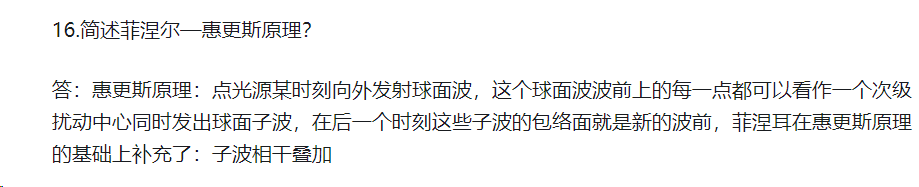 16.简述菲涅尔—惠更斯原理？
答：惠更斯原理：点光源某时刻向外发射球面波，这个球面波波前上的每一点都可以看作一个次级
扰动中心同时发出球面子波，在后一个时刻这些子波的包络面就是新的波前，菲涅耳在惠更斯原理
的基础上补充了：子波相干叠加